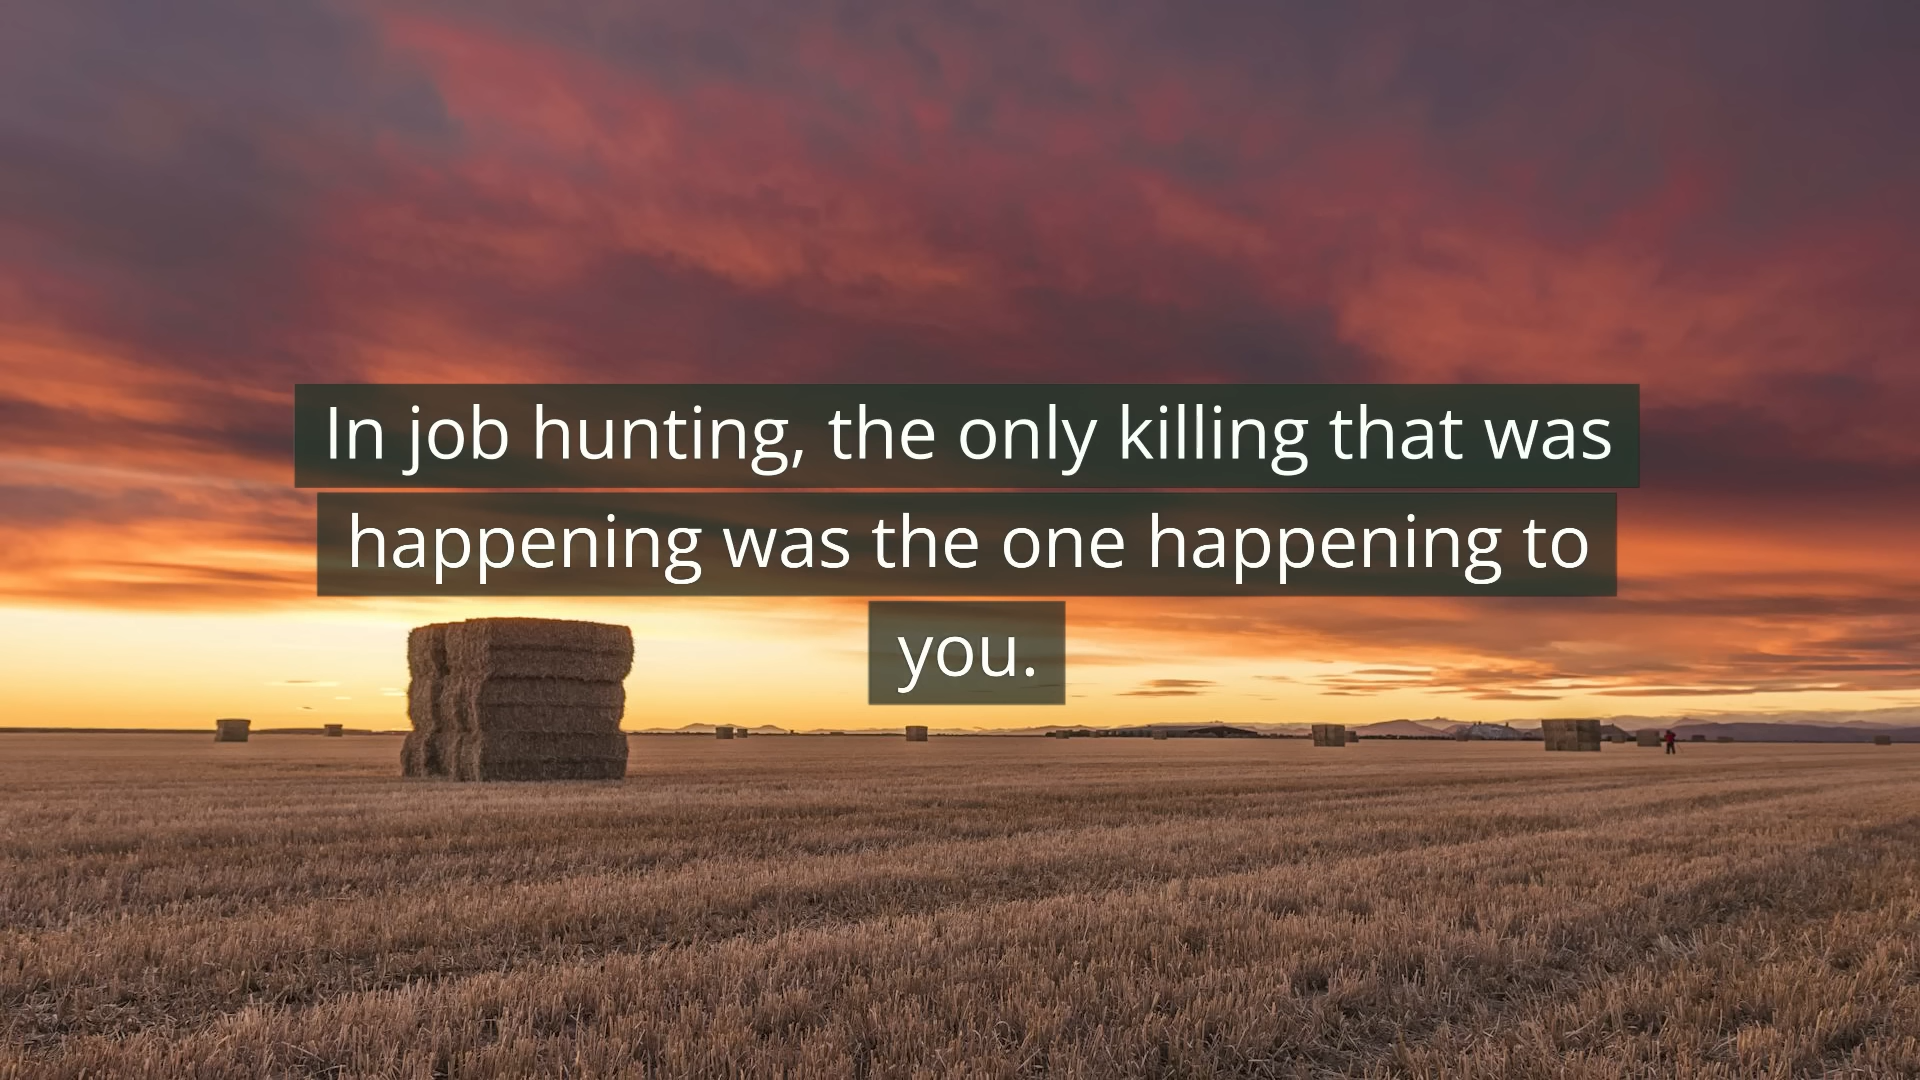 In job hunting, the only killing that was
happening was the one happening to
you.